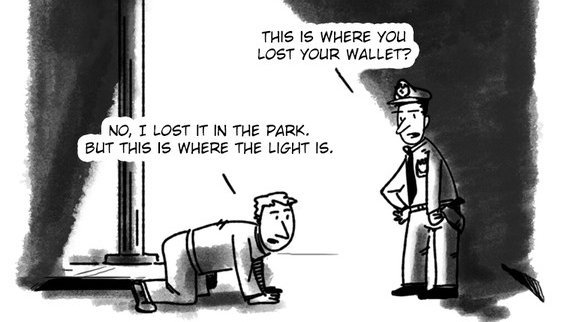 THIS IS WHERE YOU
LOST YOUR WALLET?
NO, I LOST IT IN THE PARK.
BUT THIS IS WHERE THE LIGHT IS.